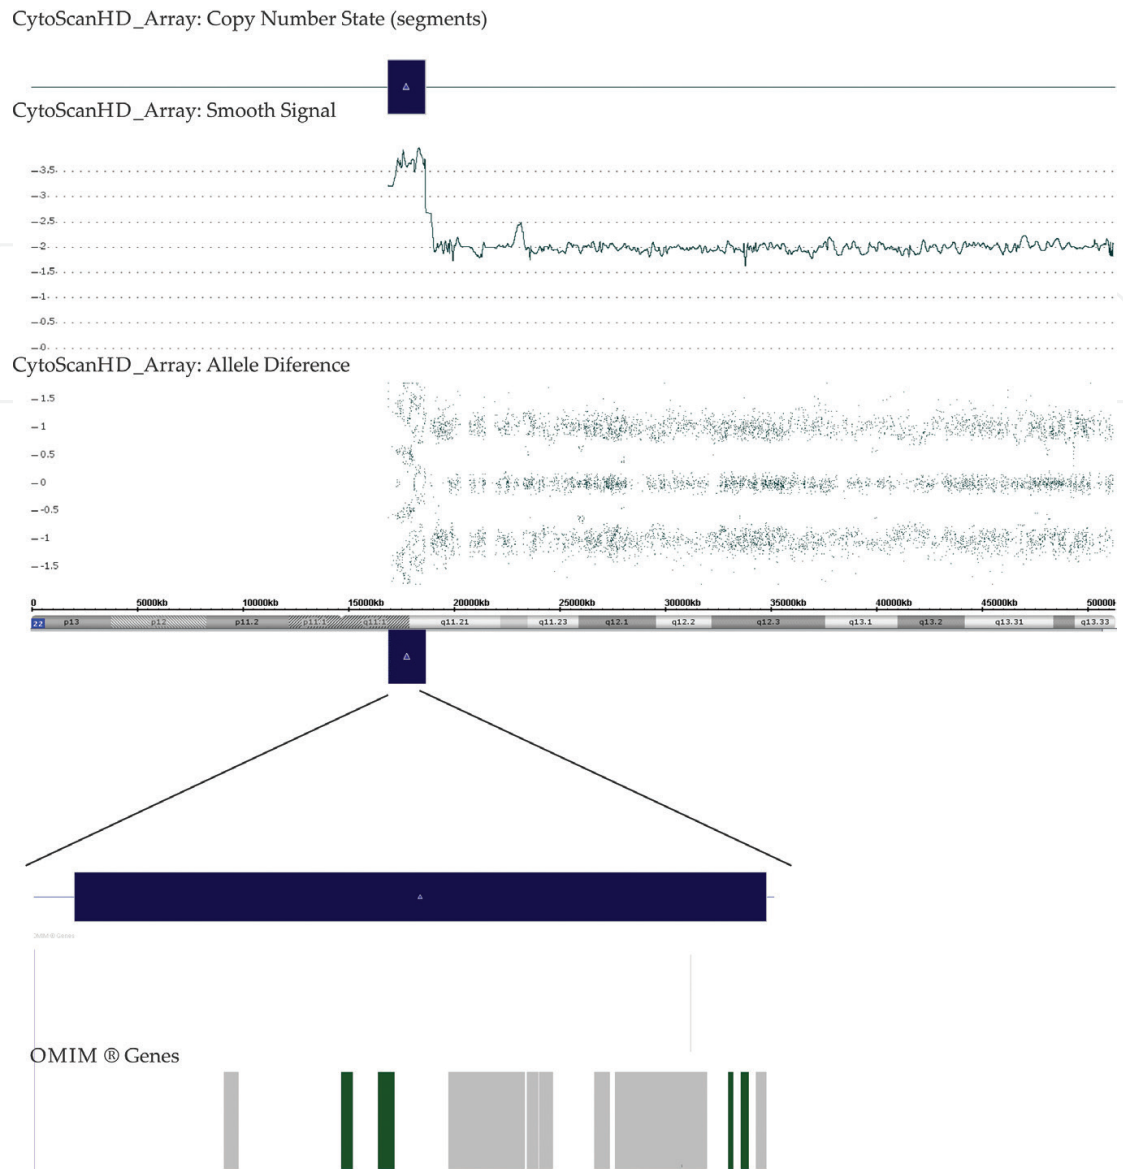 CytoScanHD_Array: Copy Number State (segments)
CytoScanHD_Array: Smooth Signal
3.5
3
2.5
2
1.5
1
0.5
0
CytoScanHD_Array: Allele Diference
1.5
1
0.5
0
-0.5
-1
-1.5
0 5000kb 10000kb 15000kb 20000kb 25000kb 30000kb 35000kb 40000kb 45000kb 50000
22 p13 p12 p11.2 p11.1 q11.1 q11.21 q11.23 q12.1 q12.2 q12.3 q13.1 q13.2 q13.31 q13.33
OMIM ® Genes